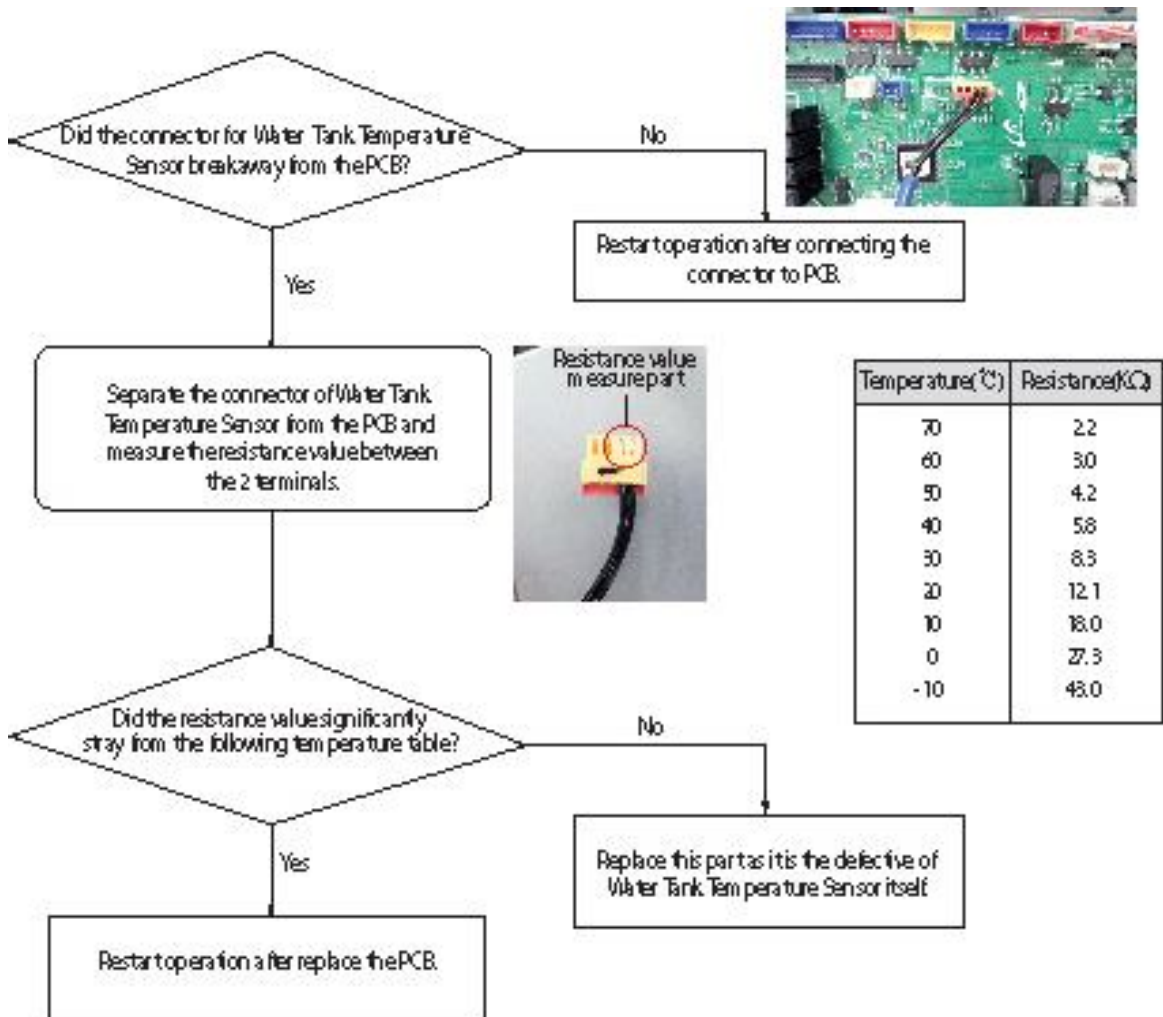 Did the connector for Water Tank Temperature
Sensor breakaway from the PCB?
No
Restart operation after connecting the
connector to PCB.
Yes
Separate the connector of Water Tank
Temperature Sensor from the PCB and
measure the resistance value between
the 2 terminals.
Resistance value
measure part
Temperature(℃) Resistance(KΩ)
70 2.2
60 3.0
50 4.2
40 5.8
30 8.3
20 12.1
10 18.0
0 27.3
-10 43.0
Did the resistance value significantly
stray from the following temperature table?
No
Replace this part as it is the defective of
Water Tank Temperature Sensor itself.
Yes
Restart operation after replace the PCB.